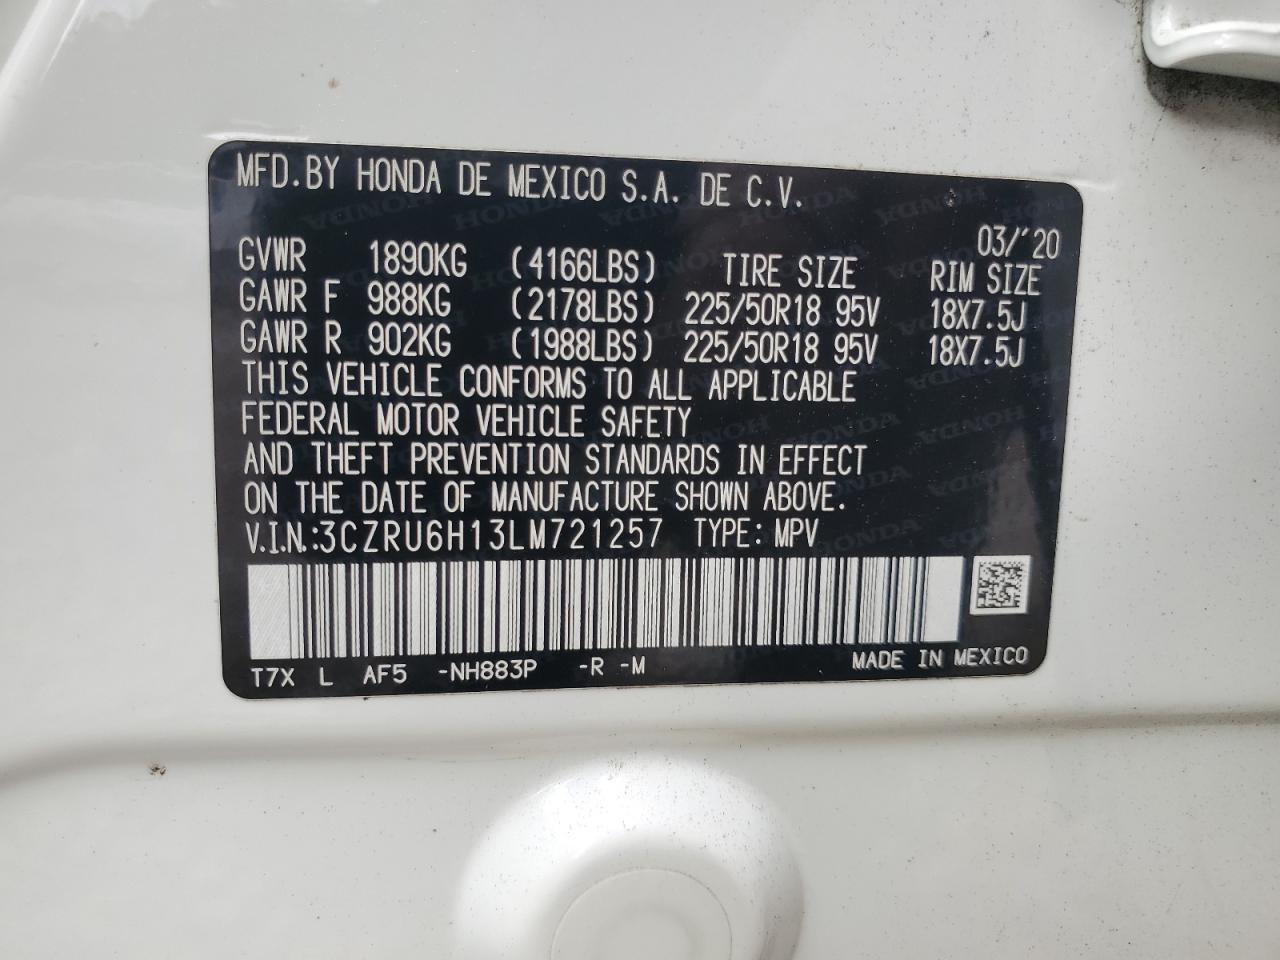 MFD.BY HONDA DE MEXICO S.A. DE C.V.
03/'20
GVWR 1890KG (4166LBS) TIRE SIZE RIM SIZE
GAWR F 988KG (2178LBS) 225/50R18 95V 18X7.5J
GAWR R 902KG (1988LBS) 225/50R18 95V 18X7.5J
THIS VEHICLE CONFORMS TO ALL APPLICABLE
FEDERAL MOTOR VEHICLE SAFETY
AND THEFT PREVENTION STANDARDS IN EFFECT
ON THE DATE OF MANUFACTURE SHOWN ABOVE.
V.I.N.:3CZRU6H13LM721257 TYPE: MPV
T7X L AF5 -NH883P -R -M MADE IN MEXICO